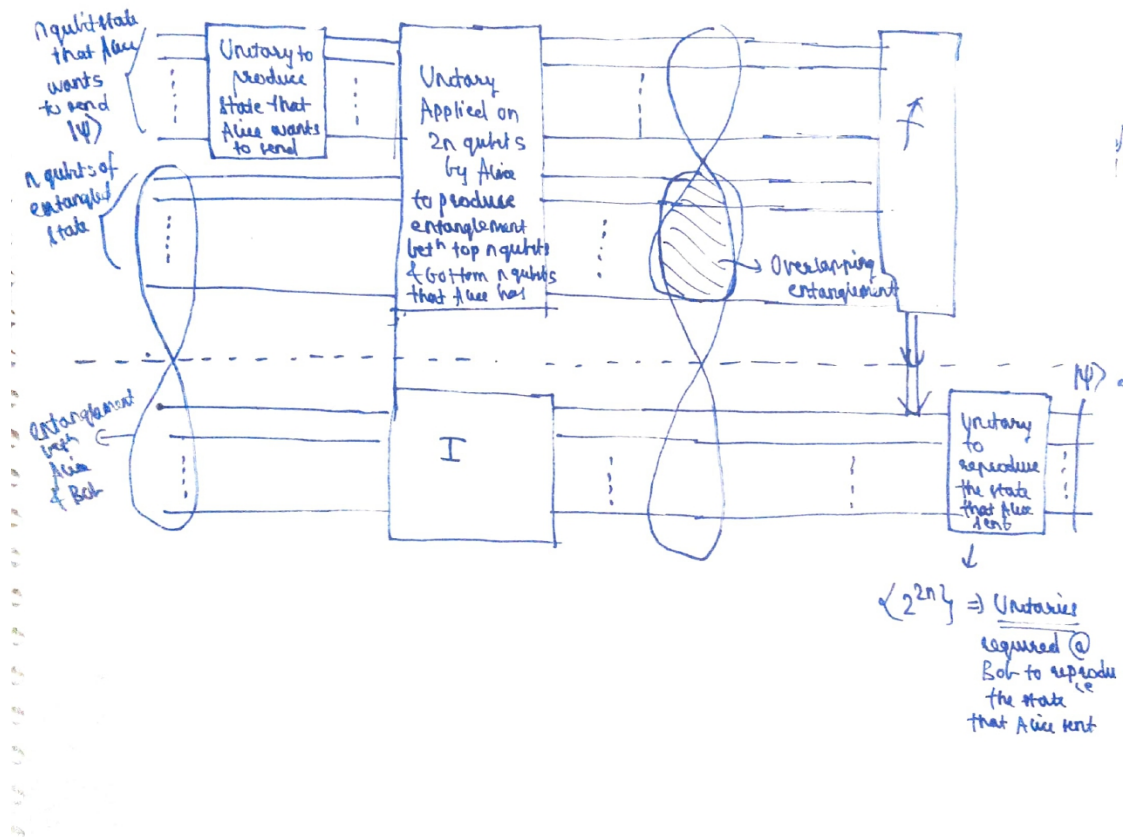 n qubit state
that Alice
wants
to send
|ψ⟩
Unitary to
produce
state that
Alice wants
to send
Unitary
Applied on
2n qubits
by Alice
to produce
entanglement
betⁿ top n qubits
& bottom n qubits
that Alice has
n qubits of
entangled
state
Overlapping
entanglement
entanglement
betⁿ
Alice
& Bob
I
|ψ⟩
Unitary
to
reproduce
the state
that Alice
sent
{2²ⁿ} ⇒ Unitaries
required @
Bob to reprodu
ce
the state
that Alice sent